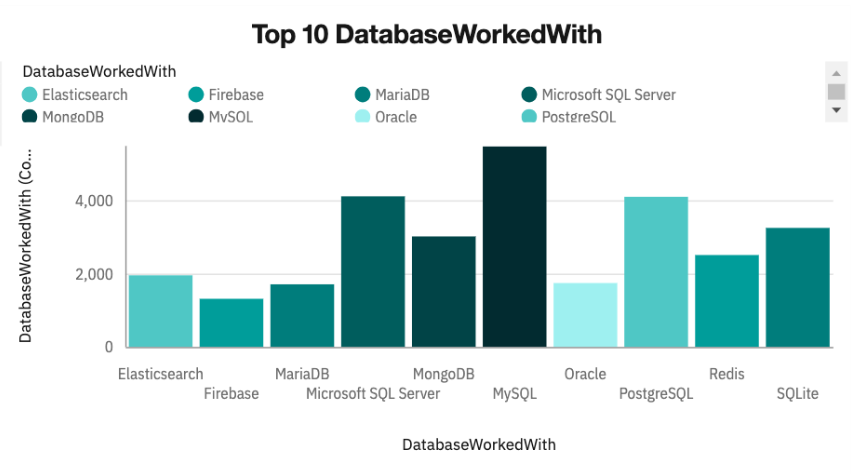 Top 10 DatabaseWorkedWith
DatabaseWorkedWith
Elasticsearch Firebase MariaDB Microsoft SQL Server
MongoDB MySQL Oracle PostgreSQL
DatabaseWorkedWith (Co...
4,000
2,000
0
Elasticsearch MariaDB MongoDB Oracle Redis
Firebase Microsoft SQL Server MySQL PostgreSQL SQLite
DatabaseWorkedWith